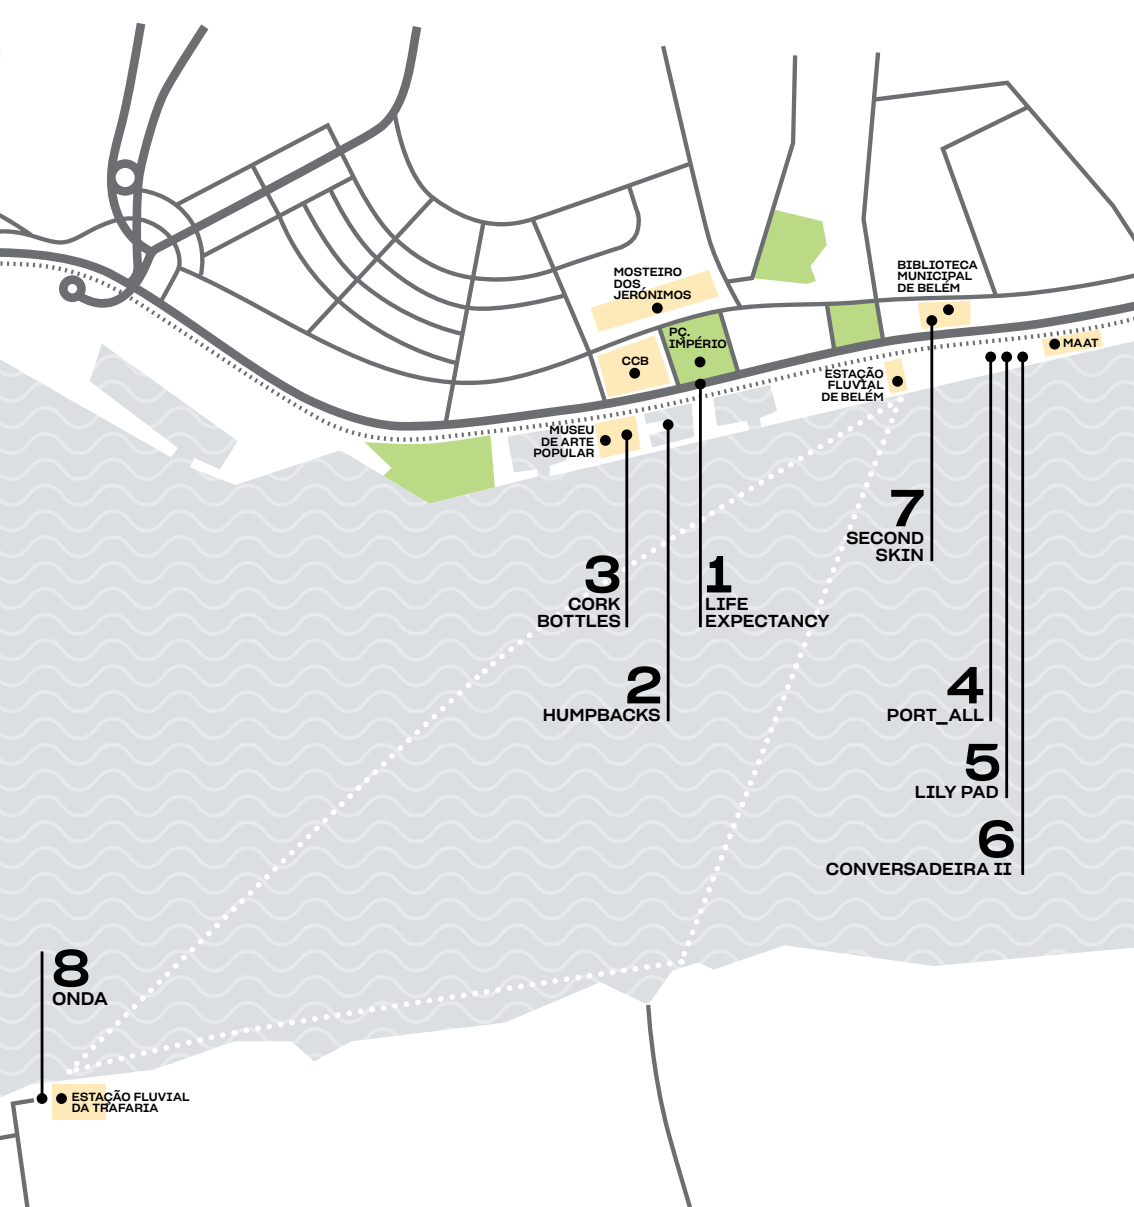 MOSTEIRO
DOS
JERÓNIMOS
BIBLIOTECA
MUNICIPAL
DE BELÉM
PÇ.
IMPÉRIO
MAAT
CCB
ESTAÇÃO
FLUVIAL
DE BELÉM
MUSEU
DE ARTE
POPULAR
7
SECOND
SKIN
3
CORK
BOTTLES
1
LIFE
EXPECTANCY
2
HUMPBACKS
4
PORT_ALL
5
LILY PAD
6
CONVERSADEIRA II
8
ONDA
ESTAÇÃO FLUVIAL
DA TRAFARIA